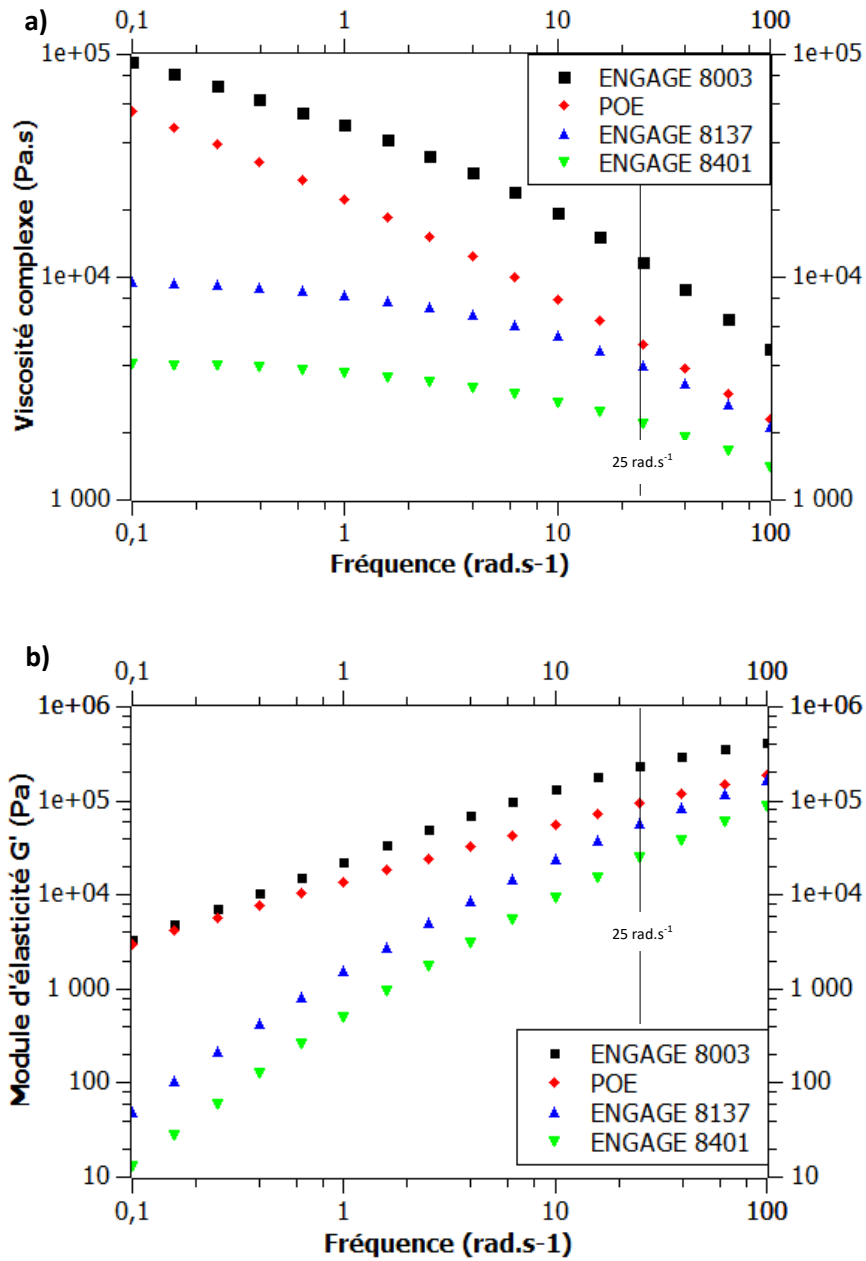 a)
0,1 1 10 100
1e+05 1e+05
ENGAGE 8003
POE
ENGAGE 8137
ENGAGE 8401
Viscosité complexe (Pa.s)
1e+04 1e+04
25 rad.s-1
1 000 1 000
0,1 1 10 100
Fréquence (rad.s-1)
b)
0,1 1 10 100
1e+06 1e+06
Module d'élasticité G' (Pa)
1e+05 1e+05
1e+04 1e+04
25 rad.s-1
1 000 1 000
ENGAGE 8003
POE
ENGAGE 8137
ENGAGE 8401
100 100
10 10
0,1 1 10 100
Fréquence (rad.s-1)